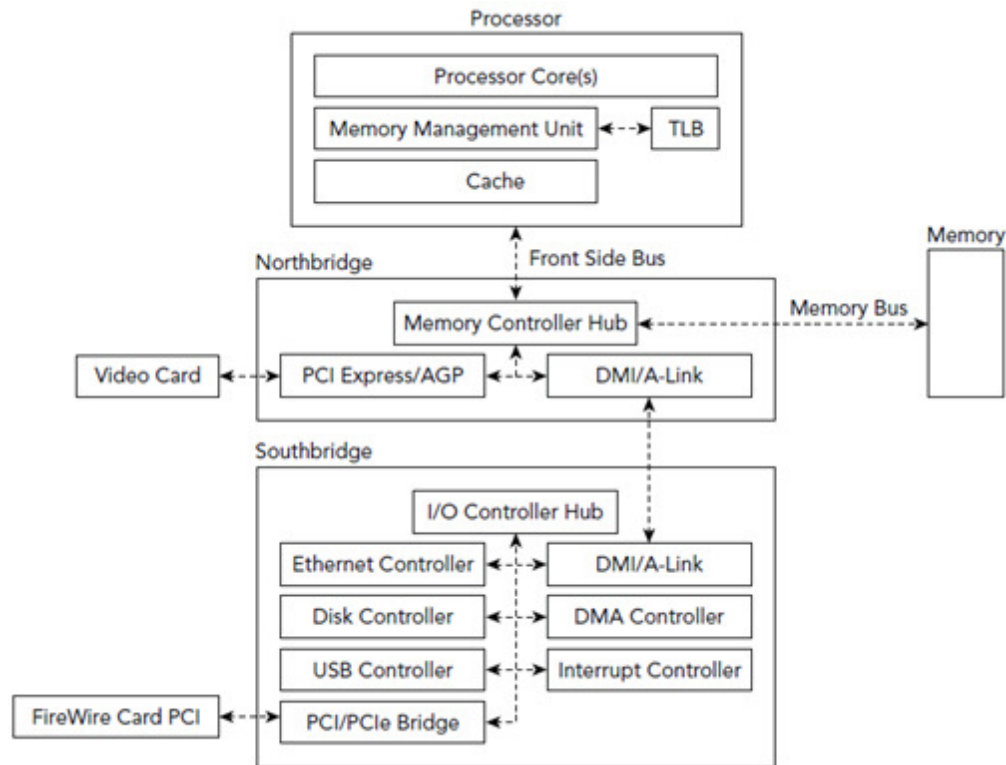 Processor
Processor Core(s)
Memory Management Unit
TLB
Cache
Front Side Bus
Memory
Northbridge
Memory Controller Hub
Memory Bus
Video Card
PCI Express/AGP
DMI/A-Link
Southbridge
I/O Controller Hub
Ethernet Controller
DMI/A-Link
Disk Controller
DMA Controller
USB Controller
Interrupt Controller
FireWire Card PCI
PCI/PCIe Bridge